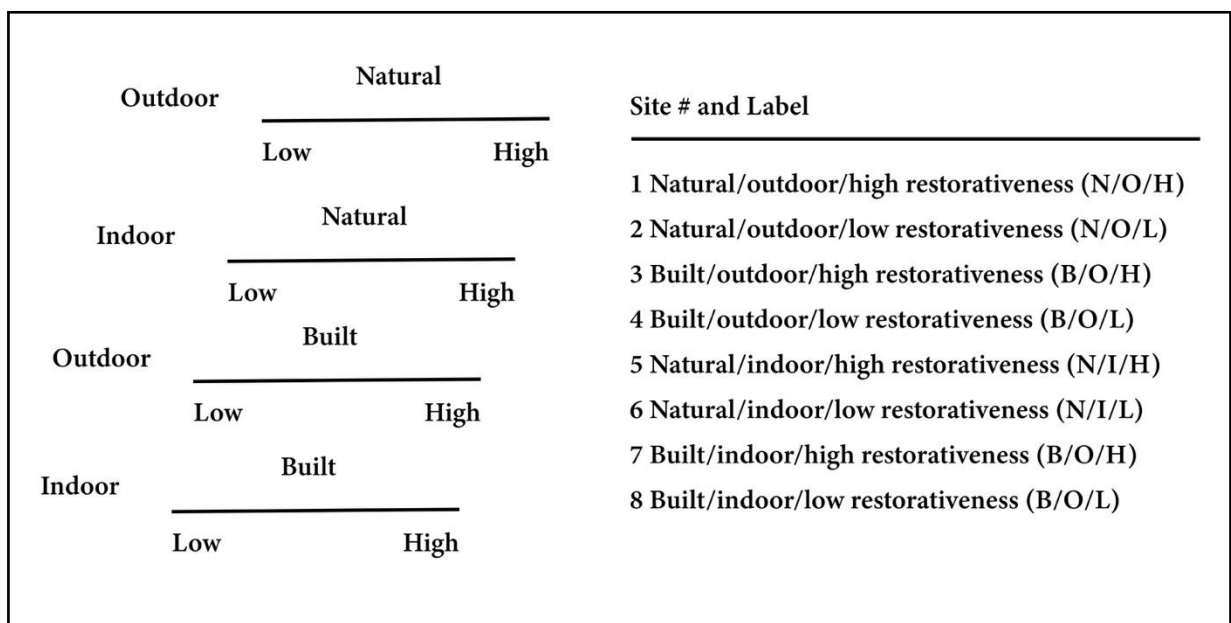 Natural
Outdoor
Low High
Natural
Indoor
Low High
Built
Outdoor
Low High
Built
Indoor
Low High
Site # and Label
1 Natural/outdoor/high restorativeness (N/O/H)
2 Natural/outdoor/low restorativeness (N/O/L)
3 Built/outdoor/high restorativeness (B/O/H)
4 Built/outdoor/low restorativeness (B/O/L)
5 Natural/indoor/high restorativeness (N/I/H)
6 Natural/indoor/low restorativeness (N/I/L)
7 Built/indoor/high restorativeness (B/O/H)
8 Built/indoor/low restorativeness (B/O/L)